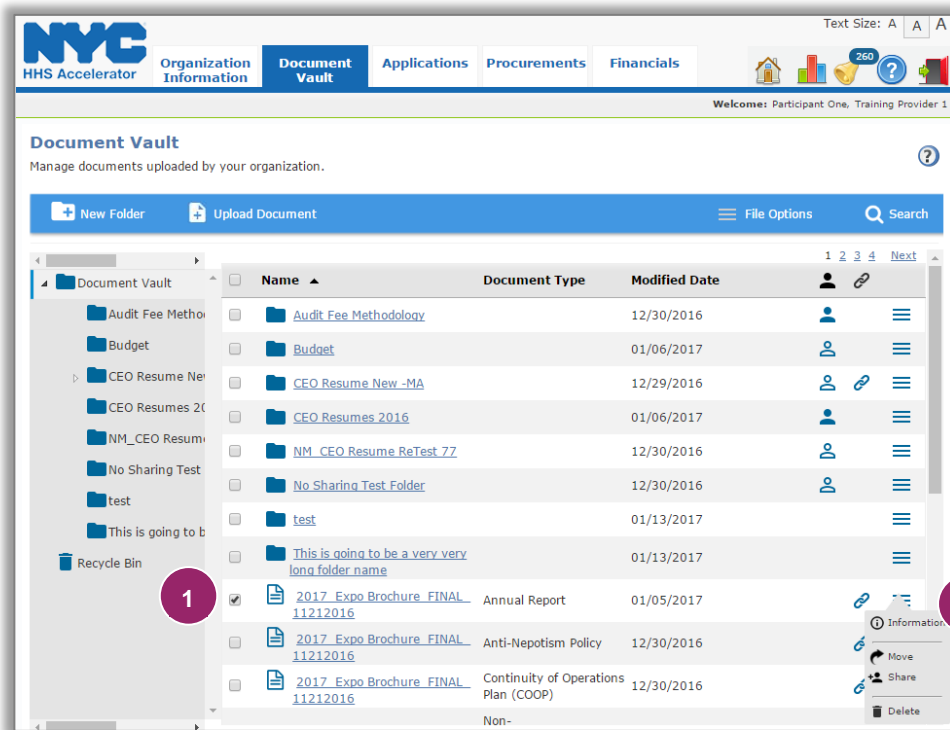 Text Size: A A A
NYC
HHS Accelerator
Organization
Information
Document
Vault
Applications
Procurements
Financials
260
?
Welcome: Participant One, Training Provider 1
Document Vault
Manage documents uploaded by your organization.
?
New Folder
Upload Document
File Options
Search
1 2 3 4 Next
Document Vault
Audit Fee Metho
Budget
CEO Resume Ne
CEO Resumes 20
NM_CEO Resum
No Sharing Test
test
This is going to b
Recycle Bin
Name Document Type Modified Date
Audit Fee Methodology 12/30/2016
Budget 01/06/2017
CEO Resume New -MA 12/29/2016
CEO Resumes 2016 01/06/2017
NM_CEO Resume ReTest 77 12/30/2016
No Sharing Test Folder 12/30/2016
test 01/13/2017
This is going to be a very very
long folder name
01/13/2017
1
2017_Expo Brochure_FINAL_
11212016
Annual Report 01/05/2017
2017_Expo Brochure_FINAL_
11212016
Anti-Nepotism Policy 12/30/2016
2017_Expo Brochure_FINAL_
11212016
Continuity of Operations
Plan (COOP)
12/30/2016
Non-
Information
Move
Share
Delete